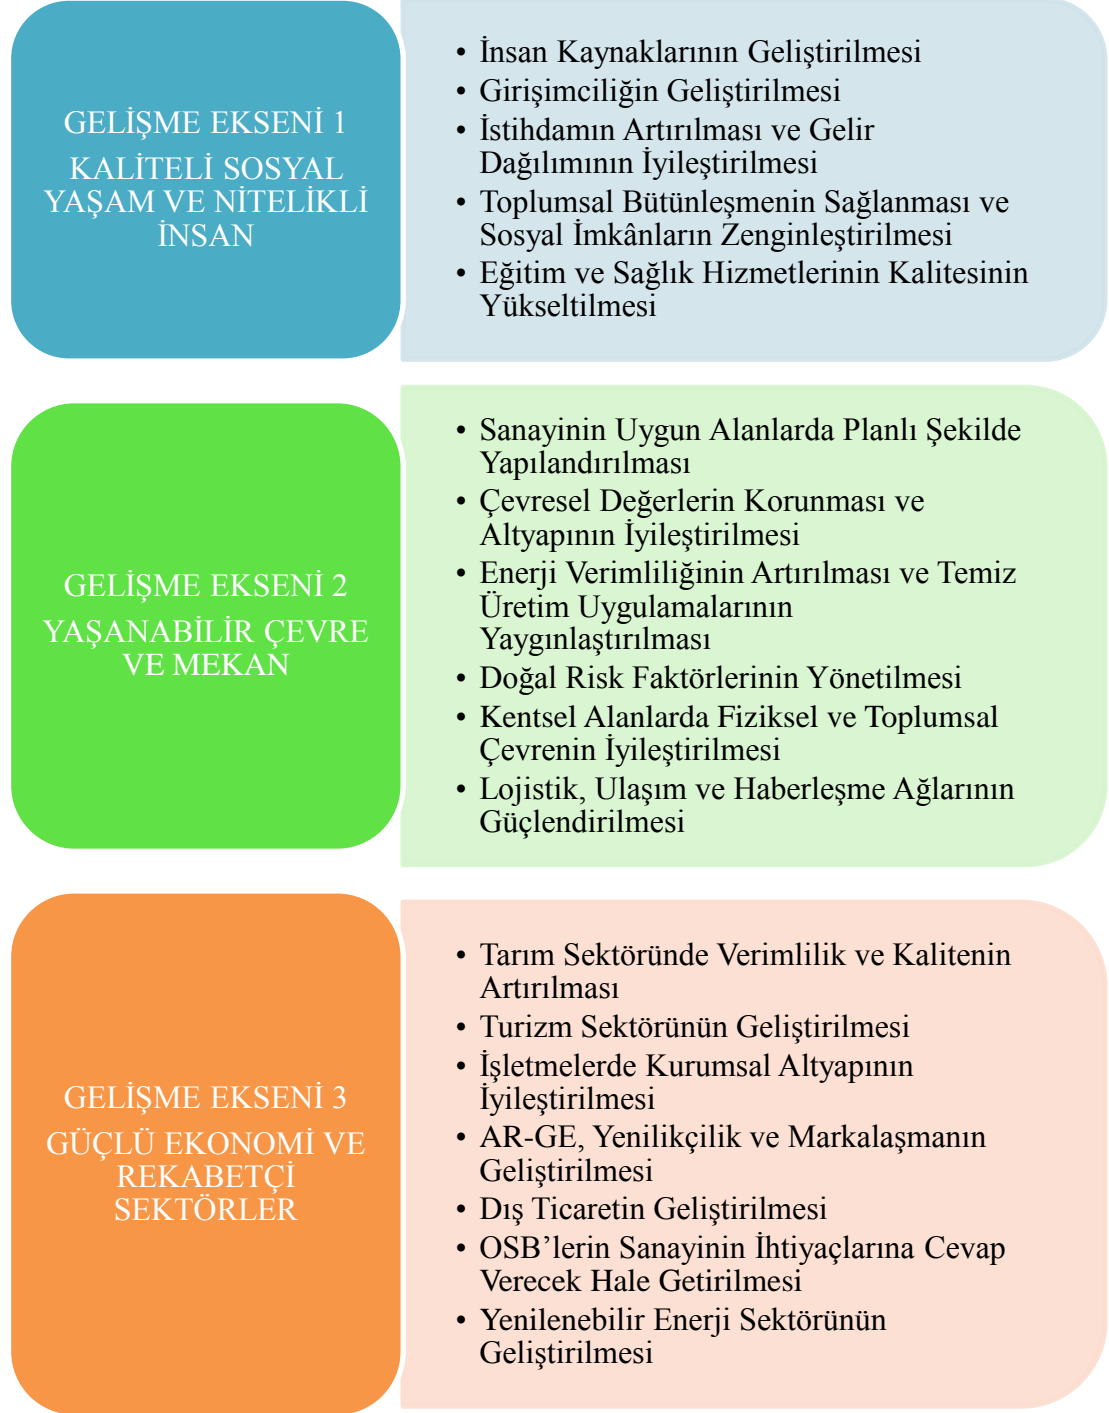 GELİŞME EKSENİ 1
KALİTELİ SOSYAL
YAŞAM VE NİTELİKLİ
İNSAN
• İnsan Kaynaklarının Geliştirilmesi
• Girişimciliğin Geliştirilmesi
• İstihdamın Artırılması ve Gelir
Dağılımının İyileştirilmesi
• Toplumsal Bütünleşmenin Sağlanması ve
Sosyal İmkânların Zenginleştirilmesi
• Eğitim ve Sağlık Hizmetlerinin Kalitesinin
Yükseltilmesi
GELİŞME EKSENİ 2
YAŞANABİLİR ÇEVRE
VE MEKAN
• Sanayinin Uygun Alanlarda Planlı Şekilde
Yapılandırılması
• Çevresel Değerlerin Korunması ve
Altyapının İyileştirilmesi
• Enerji Verimliliğinin Artırılması ve Temiz
Üretim Uygulamalarının
Yaygınlaştırılması
• Doğal Risk Faktörlerinin Yönetilmesi
• Kentsel Alanlarda Fiziksel ve Toplumsal
Çevrenin İyileştirilmesi
• Lojistik, Ulaşım ve Haberleşme Ağlarının
Güçlendirilmesi
GELİŞME EKSENİ 3
GÜÇLÜ EKONOMİ VE
REKABETÇİ
SEKTÖRLER
• Tarım Sektöründe Verimlilik ve Kalitenin
Artırılması
• Turizm Sektörünün Geliştirilmesi
• İşletmelerde Kurumsal Altyapının
İyileştirilmesi
• AR-GE, Yenilikçilik ve Markalaşmanın
Geliştirilmesi
• Dış Ticaretin Geliştirilmesi
• OSB’lerin Sanayinin İhtiyaçlarına Cevap
Verecek Hale Getirilmesi
• Yenilenebilir Enerji Sektörünün
Geliştirilmesi